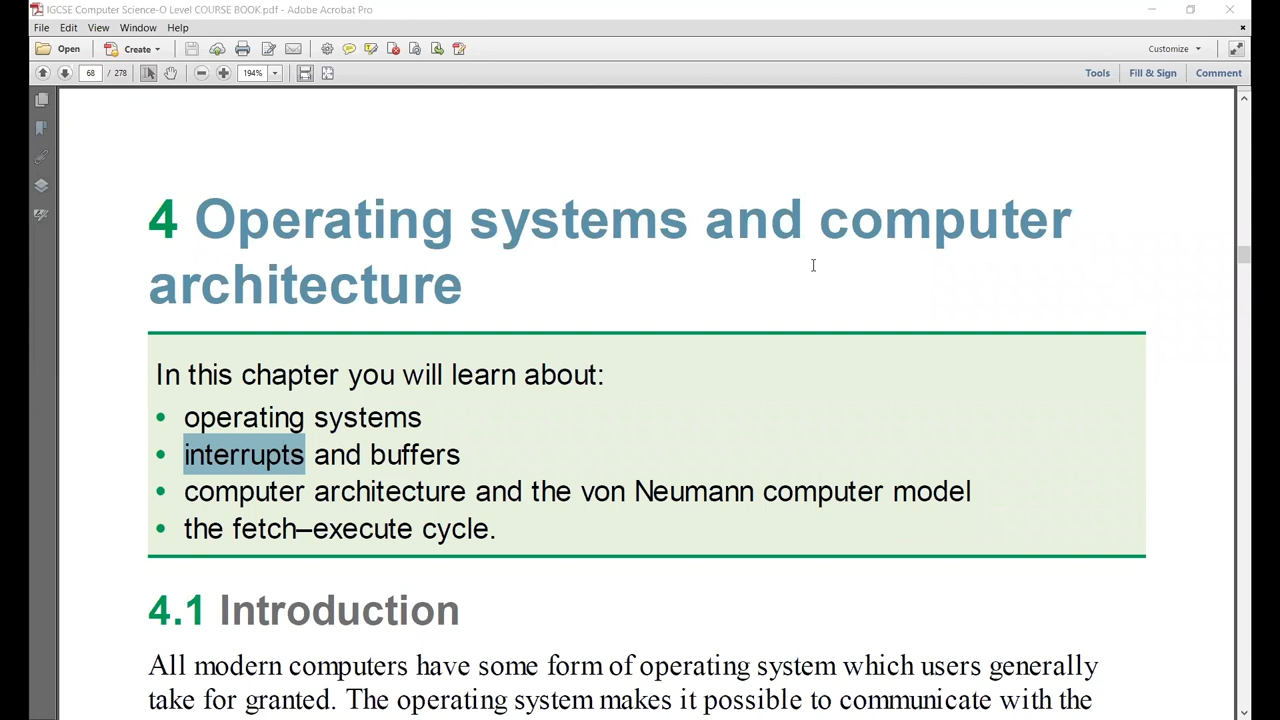 IGCSE Computer Science-O Level COURSE BOOK.pdf - Adobe Acrobat Pro
File Edit View Window Help
Open Create Customize
68 / 278 194% Tools Fill & Sign Comment
4 Operating systems and computer
architecture
In this chapter you will learn about:
• operating systems
• interrupts and buffers
• computer architecture and the von Neumann computer model
• the fetch–execute cycle.
4.1 Introduction
All modern computers have some form of operating system which users generally
take for granted. The operating system makes it possible to communicate with the